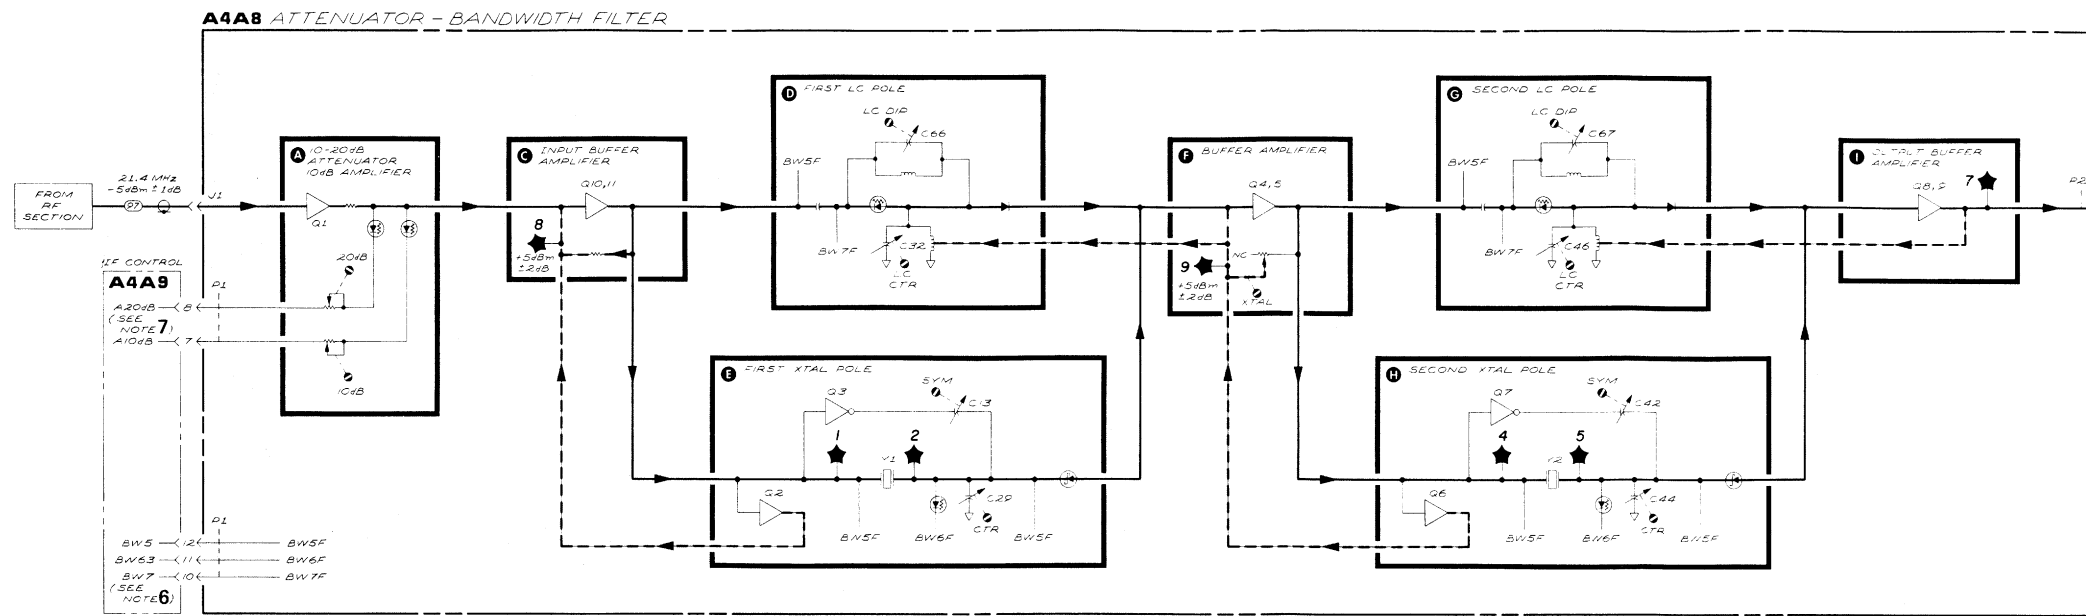 A4A8 ATTENUATOR - BANDWIDTH FILTER
FROM
RF
SECTION
21.4 MHz
-5dBm ±1dB
97
J1
A
10-20dB
ATTENUATOR
10dB AMPLIFIER
Q1
20dB
10dB
IF CONTROL
A4A9
P1
A20dB
8
(SEE
NOTE 7)
A10dB
7
P1
BW5
12
BW5F
BW63
11
BW6F
BW7
10
BW7F
(SEE
NOTE 6)
C
INPUT BUFFER
AMPLIFIER
Q10,11
8
+5dBm
±2dB
D
FIRST LC POLE
LC DIP
C66
BW5F
BW7F
C32
LC
CTR
E
FIRST XTAL POLE
Q3
SYM
C13
1
2
Y1
Q2
C29
CTR
BW5F
BW6F
BW5F
F
BUFFER AMPLIFIER
Q4,5
9
NC
+5dBm
±2dB
XTAL
G
SECOND LC POLE
LC DIP
C67
BW5F
BW7F
C46
LC
CTR
H
SECOND XTAL POLE
Q7
SYM
C42
4
5
Y2
Q6
C44
CTR
BW5F
BW6F
BW5F
I
OUTPUT BUFFER
AMPLIFIER
Q8,9
7
P2